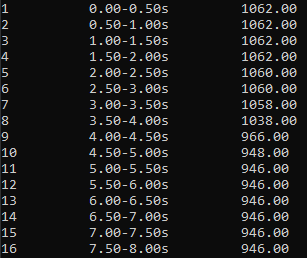 1 0.00-0.50s 1062.00
2 0.50-1.00s 1062.00
3 1.00-1.50s 1062.00
4 1.50-2.00s 1062.00
5 2.00-2.50s 1060.00
6 2.50-3.00s 1060.00
7 3.00-3.50s 1058.00
8 3.50-4.00s 1038.00
9 4.00-4.50s 966.00
10 4.50-5.00s 948.00
11 5.00-5.50s 946.00
12 5.50-6.00s 946.00
13 6.00-6.50s 946.00
14 6.50-7.00s 946.00
15 7.00-7.50s 946.00
16 7.50-8.00s 946.00